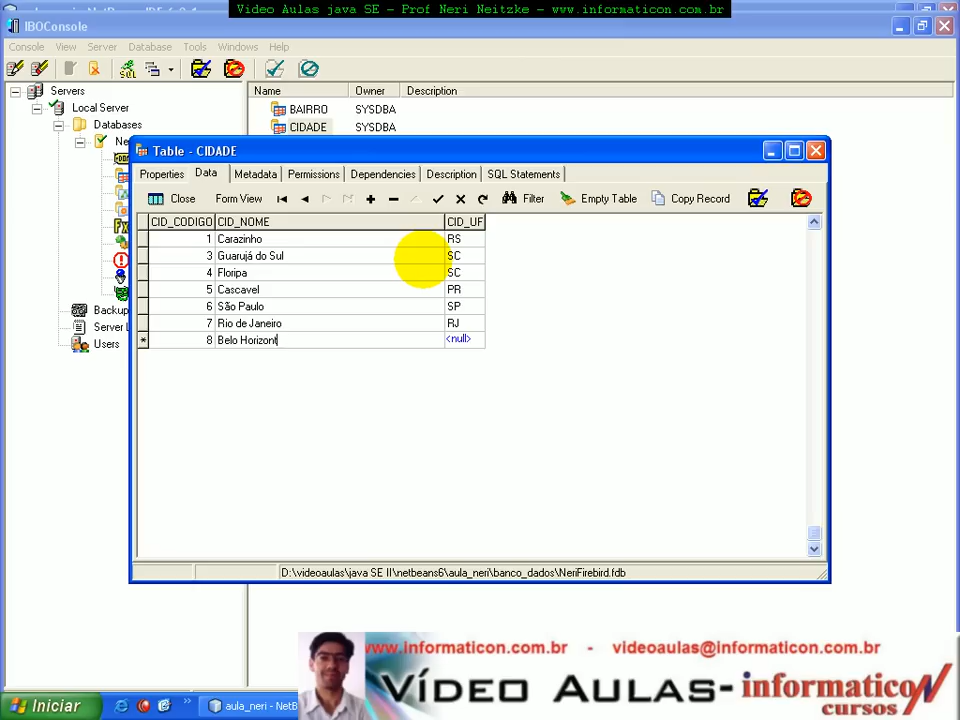 Video Aulas java SE – Prof Neri Neitzke – www.informaticon.com.br
IBOConsole
Console View Server Database Tools Windows Help
Servers
Local Server
Databases
Ne
Backup
Server L
Users
Name Owner Description
BAIRRO SYSDBA
CIDADE SYSDBA
Table - CIDADE
Properties Data Metadata Permissions Dependencies Description SQL Statements
Close Form View Filter Empty Table Copy Record
CID_CODIGO CID_NOME CID_UF
1 Carazinho RS
3 Guarujá do Sul SC
4 Floripa SC
5 Cascavel PR
6 São Paulo SP
7 Rio de Janeiro RJ
* 8 Belo Horizont <null>
D:\videoaulas\java SE II\netbeans6\aula_neri\banco_dados\NeriFirebird.fdb
www.informaticon.com.br - videoaulas@informaticon.com.br
VÍDEO AULAS- informaticon
cursos
Iniciar
aula_neri - NetB